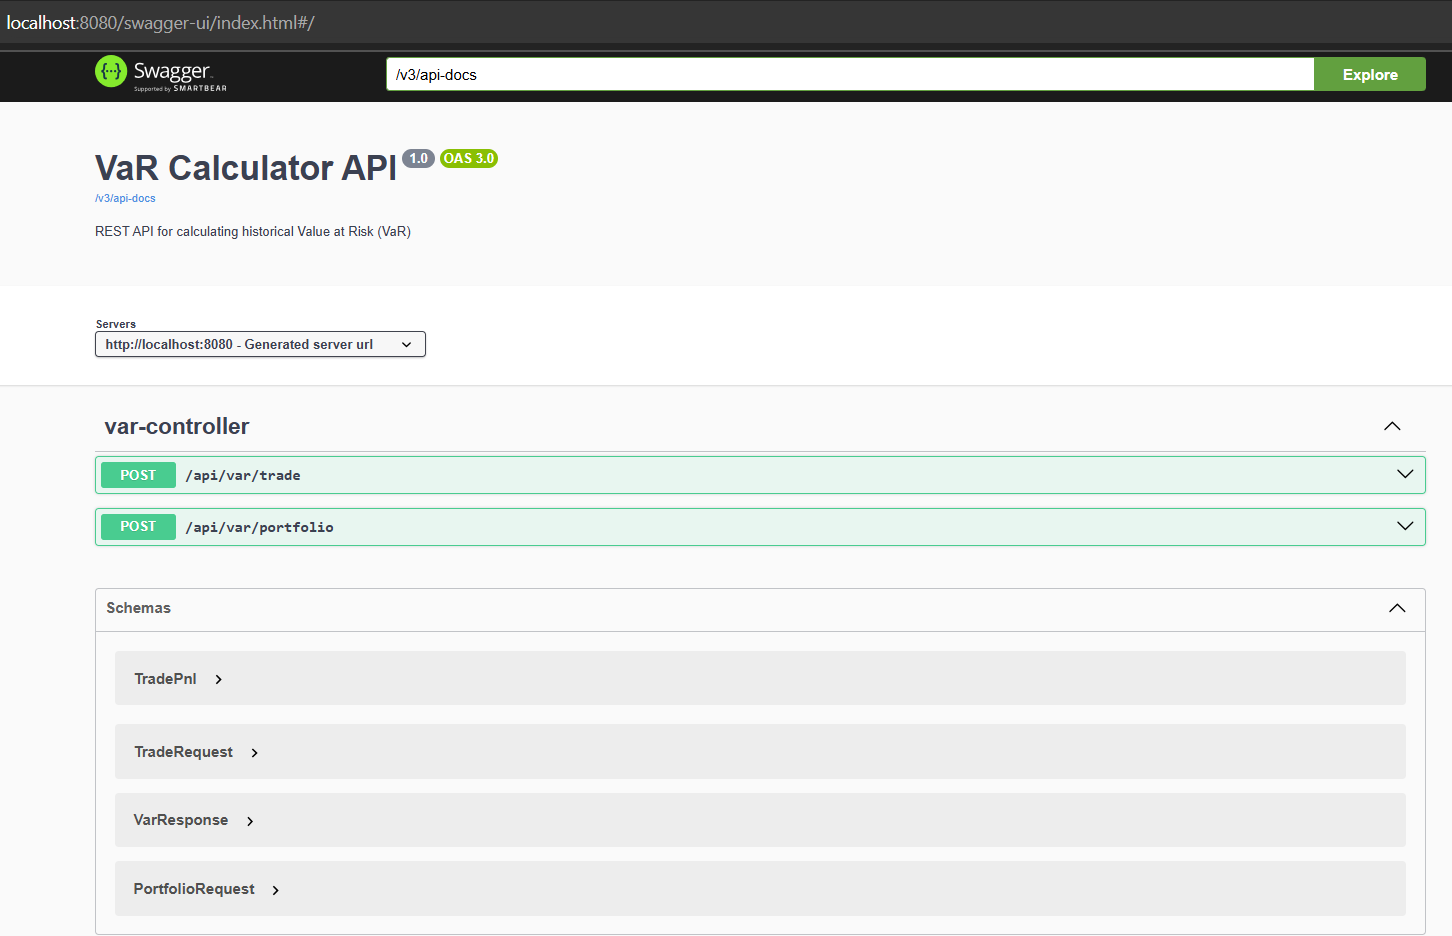 localhost:8080/swagger-ui/index.html#/
{···} Swagger
Supported by SMARTBEAR
/v3/api-docs
Explore
VaR Calculator API 1.0 OAS 3.0
/v3/api-docs
REST API for calculating historical Value at Risk (VaR)
Servers
http://localhost:8080 - Generated server url
var-controller
POST /api/var/trade
POST /api/var/portfolio
Schemas
TradePnl
TradeRequest
VarResponse
PortfolioRequest